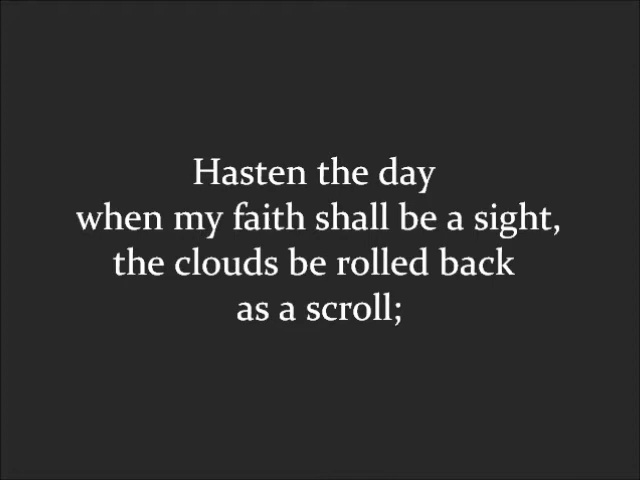 Hasten the day
when my faith shall be a sight,
the clouds be rolled back
as a scroll;